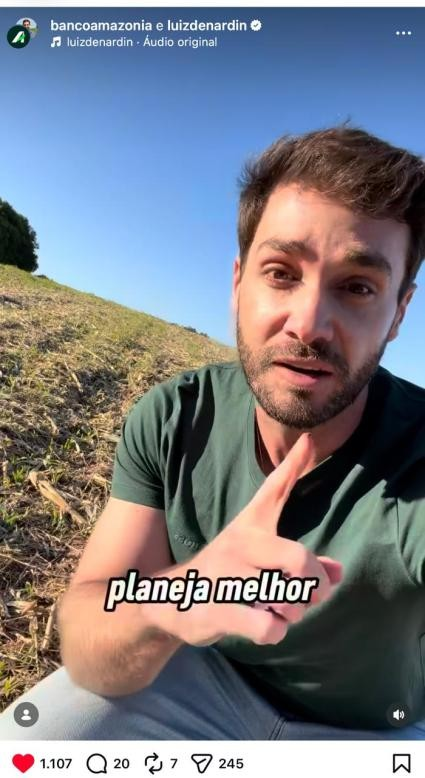 bancoamazonia e luizdenardin
luizdenardin · Áudio original
planeja melhor
1.107 20 7 245